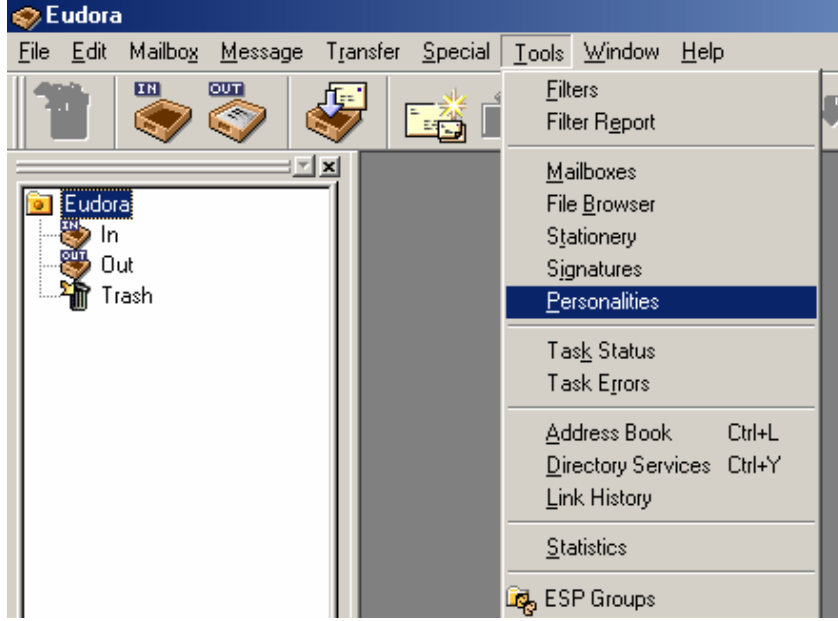 Eudora
File Edit Mailbox Message Transfer Special Tools Window Help
IN OUT
Eudora
IN
In
OUT
Out
Trash
Filters
Filter Report
Mailboxes
File Browser
Stationery
Signatures
Personalities
Task Status
Task Errors
Address Book Ctrl+L
Directory Services Ctrl+Y
Link History
Statistics
ESP Groups